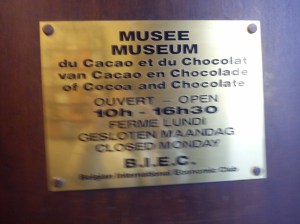 MUSEE
MUSEUM
du Cacao et du Chocolat
van Cacao en Chocolade
of Cocoa and Chocolate
OUVERT - OPEN
10h - 16h30
FERME LUNDI
GESLOTEN MAANDAG
CLOSED MONDAY
B.I.E.C.
Belgian International Economic Club